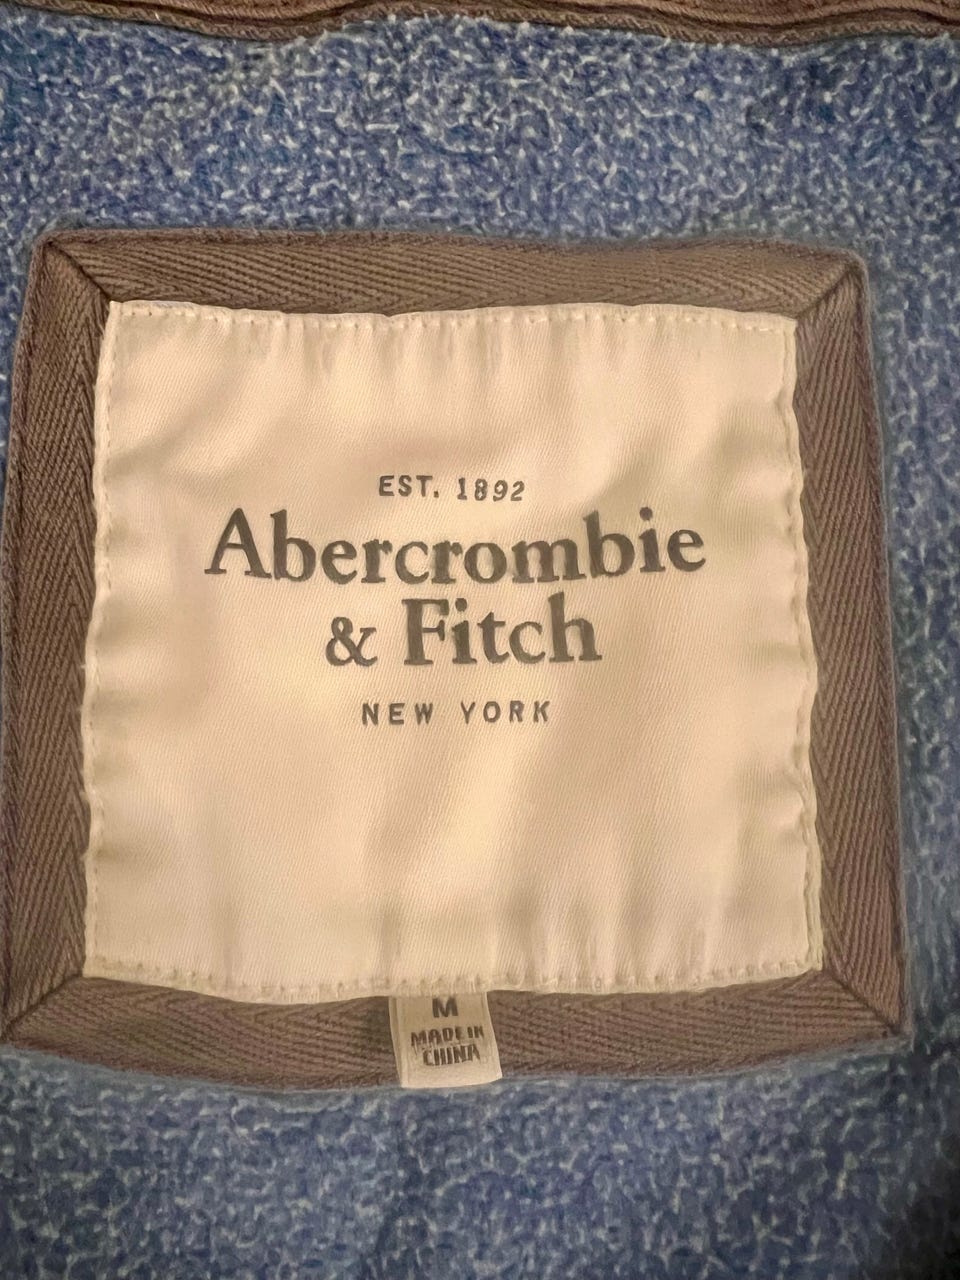 EST. 1892
Abercrombie
& Fitch
NEW YORK
M
MADE IN
CHINA